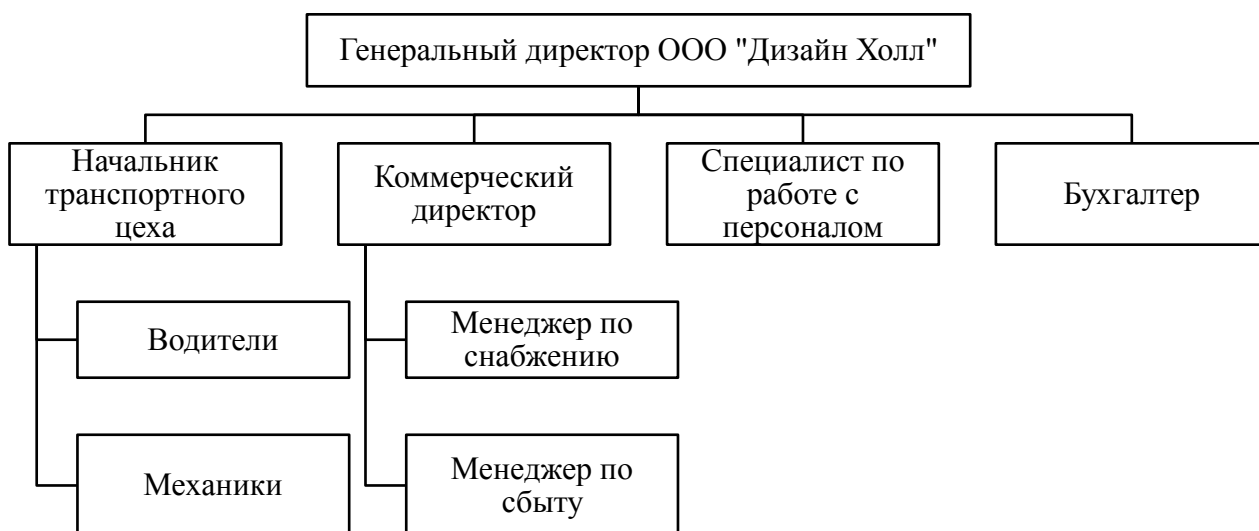 Генеральный директор ООО "Дизайн Холл"
Начальник
транспортного
цеха
Коммерческий
директор
Специалист по
работе с
персоналом
Бухгалтер
Водители
Менеджер по
снабжению
Механики
Менеджер по
сбыту